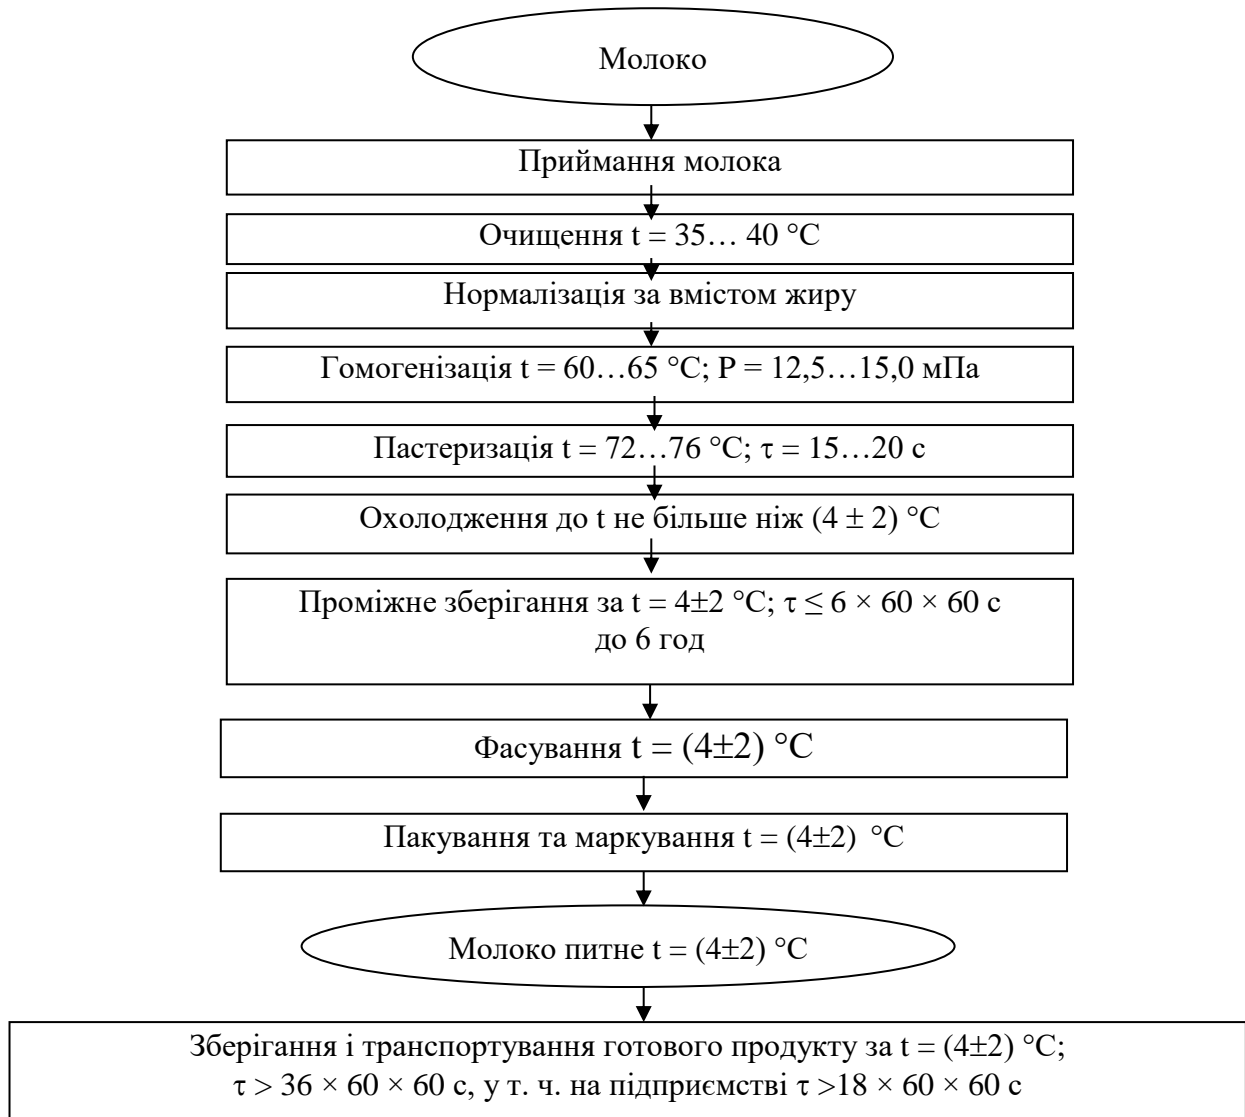 Молоко
Приймання молока
Очищення t = 35… 40 °C
Нормалізація за вмістом жиру
Гомогенізація t = 60…65 °C; P = 12,5…15,0 мПа
Пастеризація t = 72…76 °C; τ = 15…20 с
Охолодження до t не більше ніж (4 ± 2) °C
Проміжне зберігання за t = 4±2 °C; τ ≤ 6 × 60 × 60 с
до 6 год
Фасування t = (4±2) °C
Пакування та маркування t = (4±2) °C
Молоко питне t = (4±2) °C
Зберігання і транспортування готового продукту за t = (4±2) °C;
τ > 36 × 60 × 60 с, у т. ч. на підприємстві τ >18 × 60 × 60 с